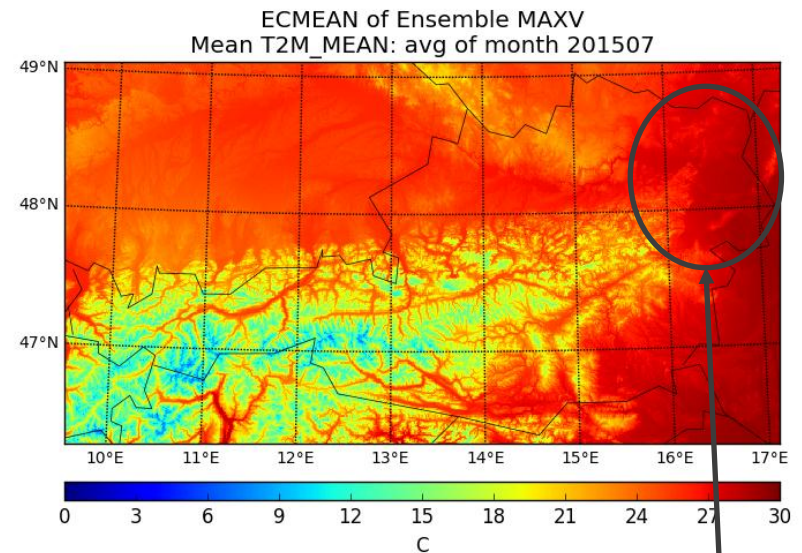 ECMEAN of Ensemble MAXV
Mean T2M_MEAN: avg of month 201507
49°N
48°N
47°N
10°E 11°E 12°E 13°E 14°E 15°E 16°E 17°E
0 3 6 9 12 15 18 21 24 27 30
C